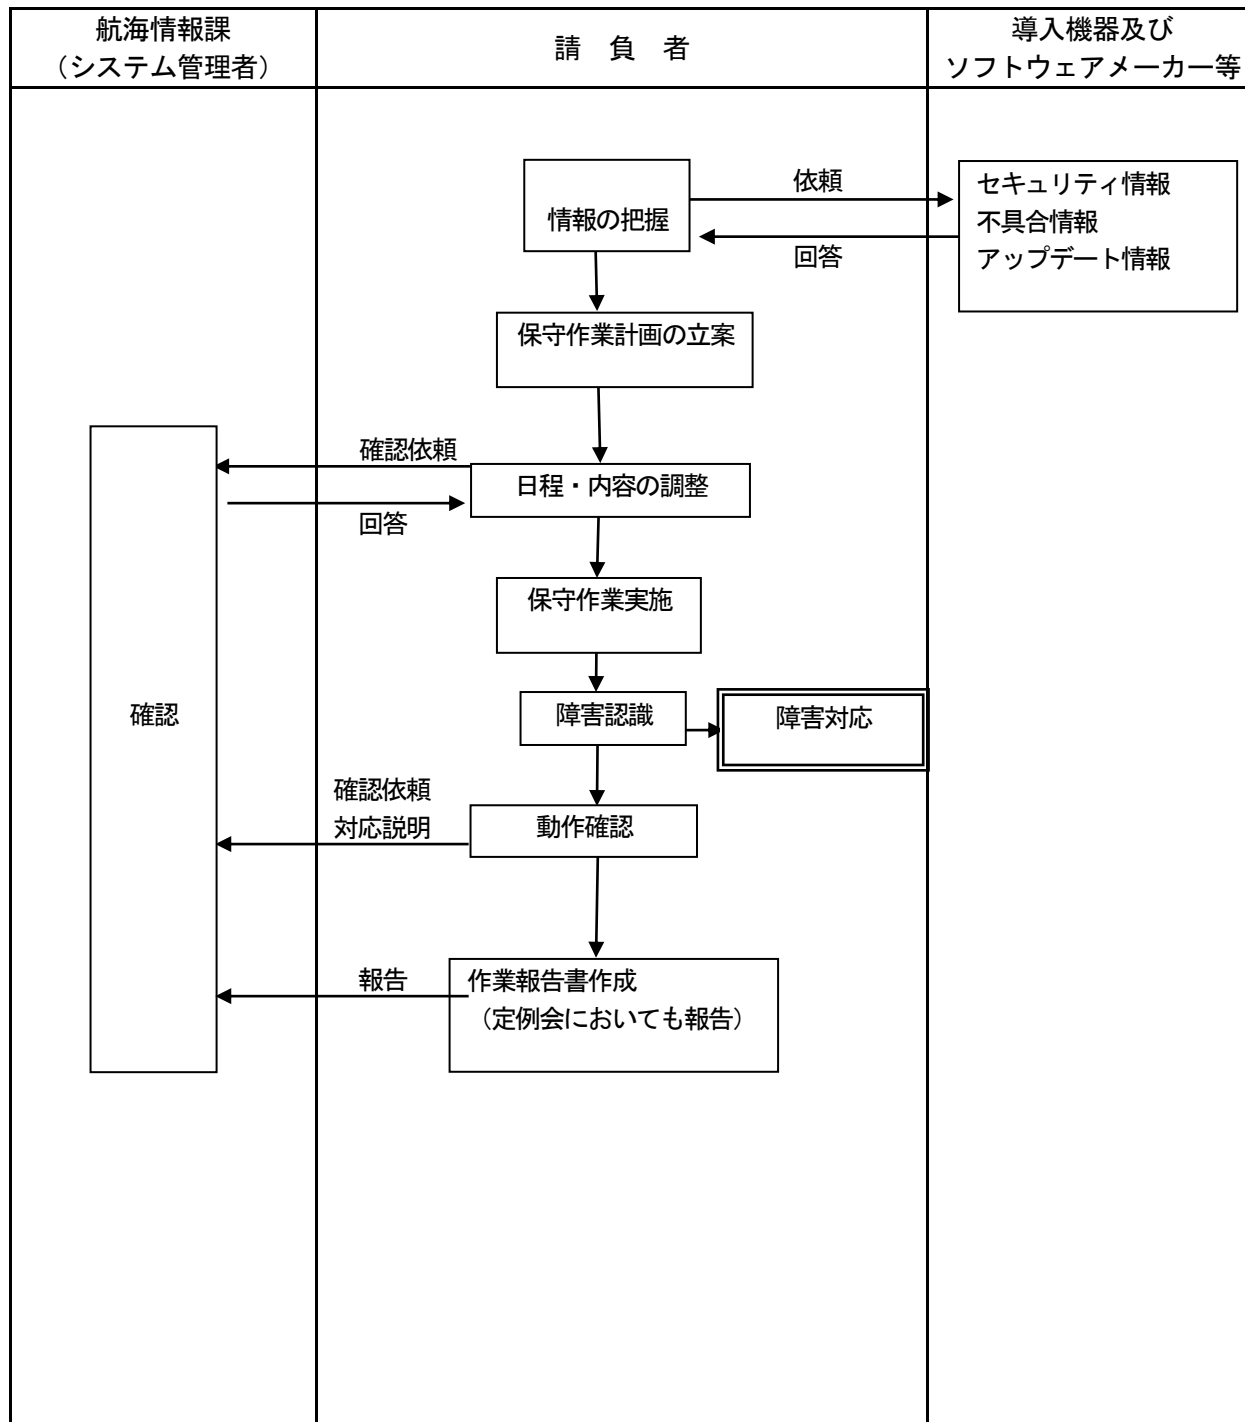 航海情報課
（システム管理者）
請　負　者
導入機器及び
ソフトウェアメーカー等
情報の把握
依頼
回答
セキュリティ情報
不具合情報
アップデート情報
保守作業計画の立案
確認依頼
回答
日程・内容の調整
保守作業実施
確認
障害認識
障害対応
確認依頼
対応説明
動作確認
報告
作業報告書作成
（定例会においても報告）